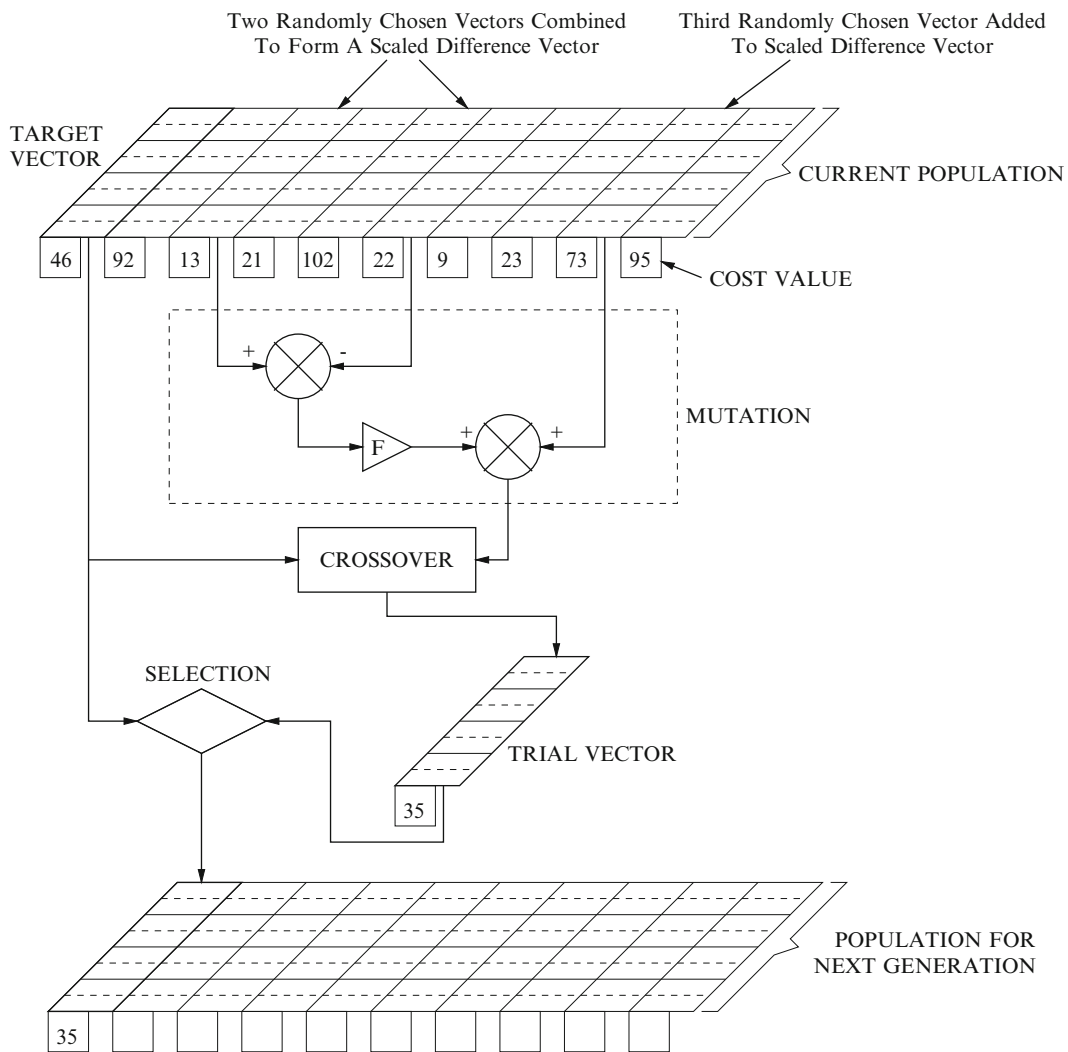 Two Randomly Chosen Vectors Combined
To Form A Scaled Difference Vector
Third Randomly Chosen Vector Added
To Scaled Difference Vector
TARGET
VECTOR
CURRENT POPULATION
46 92 13 21 102 22 9 23 73 95
COST VALUE
+ -
MUTATION
F + +
CROSSOVER
SELECTION
TRIAL VECTOR
35
POPULATION FOR
NEXT GENERATION
35